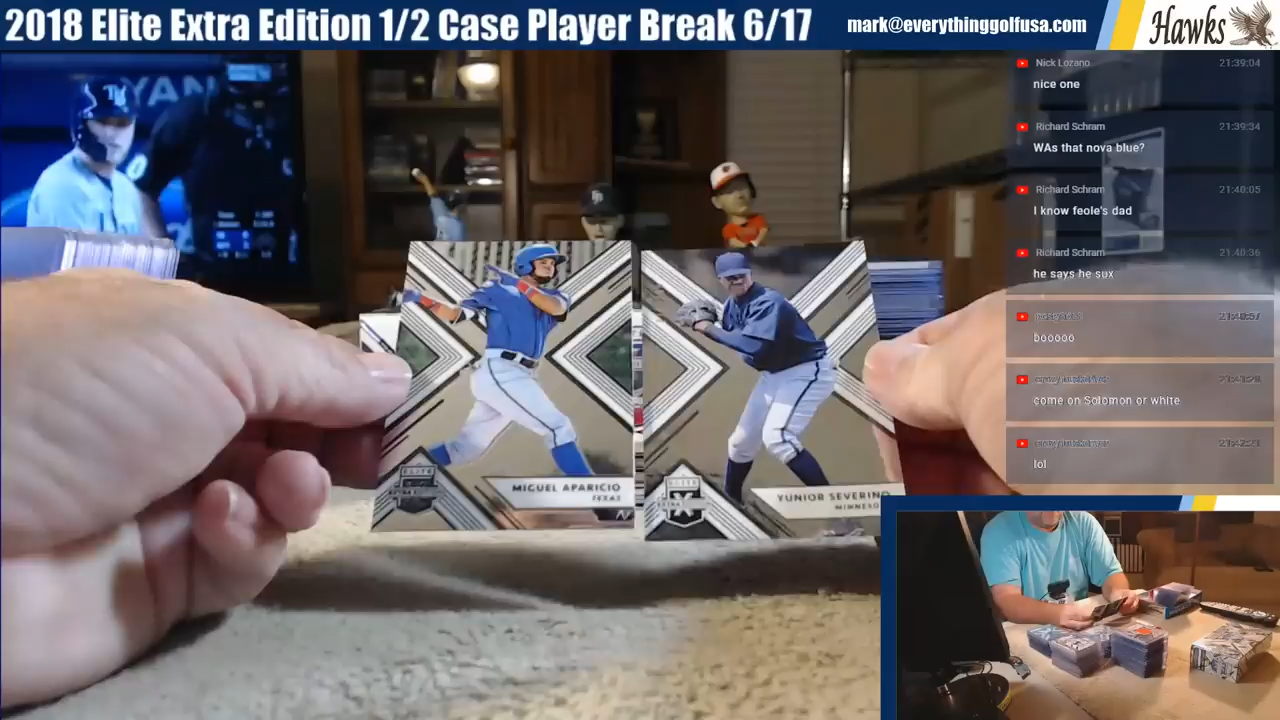 2018 Elite Extra Edition 1/2 Case Player Break 6/17
mark@everythinggolfusa.com
Hawks
YAN
Nick Lozano 21:39:04
nice one
Richard Schram 21:39:34
WAs that nova blue?
Richard Schram 21:40:05
I know feole's dad
Richard Schram 21:40:36
he says he sux
booooo
come on Solomon or white
lol
ELITE
MIGUEL APARICIO
TEXAS
ELITE
YUNIOR SEVERINO